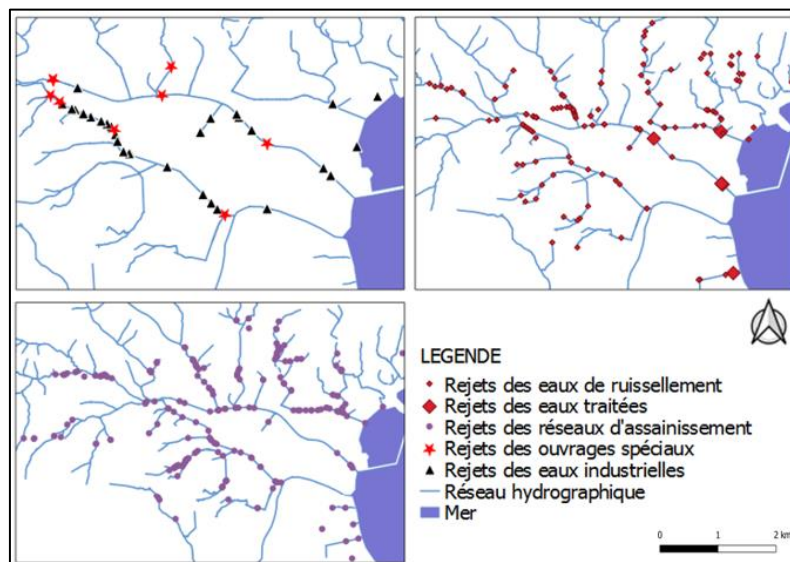 LEGENDE
Rejets des eaux de ruissellement
Rejets des eaux traitées
Rejets des réseaux d'assainissement
Rejets des ouvrages spéciaux
Rejets des eaux industrielles
Réseau hydrographique
Mer
0 1 2 km